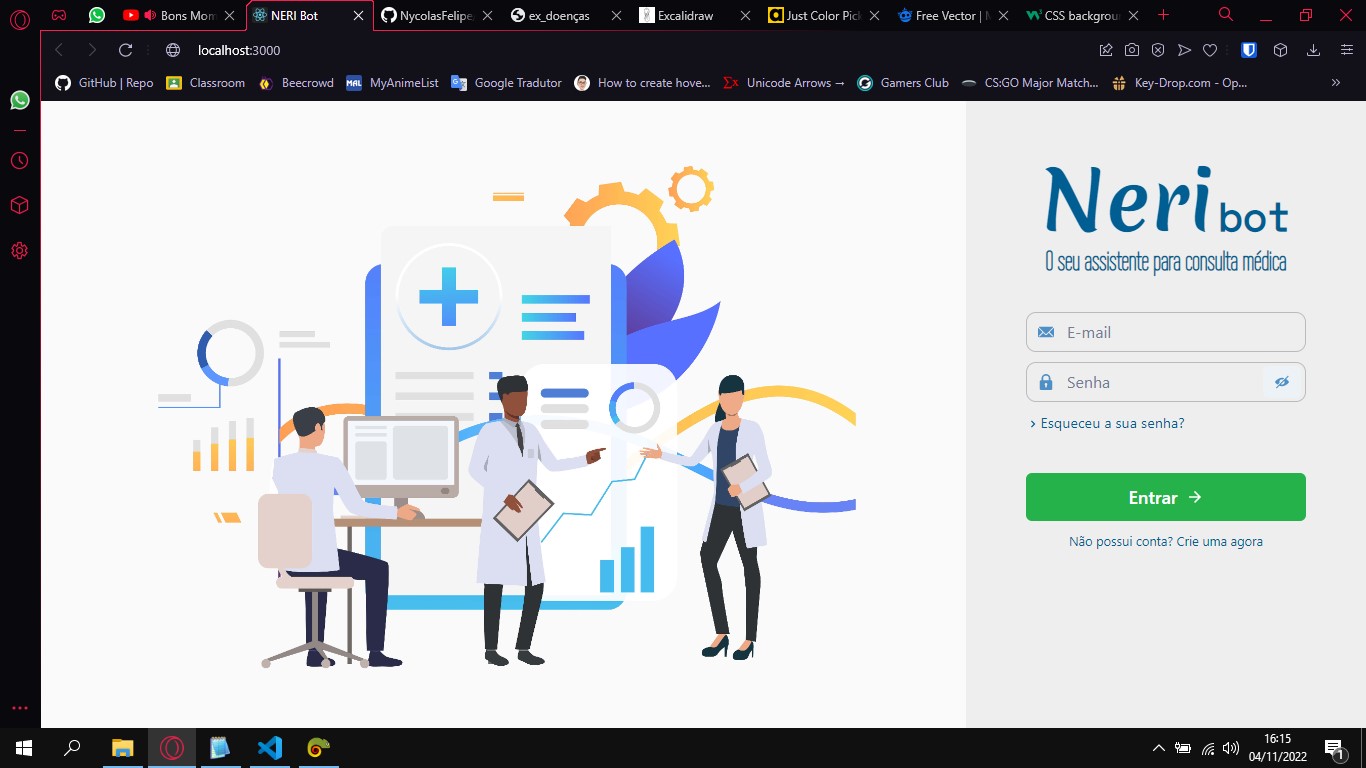 Bons Mom
NERI Bot
NycolasFelipe
ex_doenças
Excalidraw
Just Color Pick
Free Vector |
CSS backgrou
localhost:3000
GitHub | Repo
Classroom
Beecrowd
MAL
MyAnimeList
Google Tradutor
How to create hove...
Σx
Unicode Arrows →
Gamers Club
CS:GO Major Match...
Key-Drop.com - Op...
»
Neri bot
O seu assistente para consulta médica
E-mail
Senha
› Esqueceu a sua senha?
Entrar →
Não possui conta? Crie uma agora
16:15
04/11/2022
1